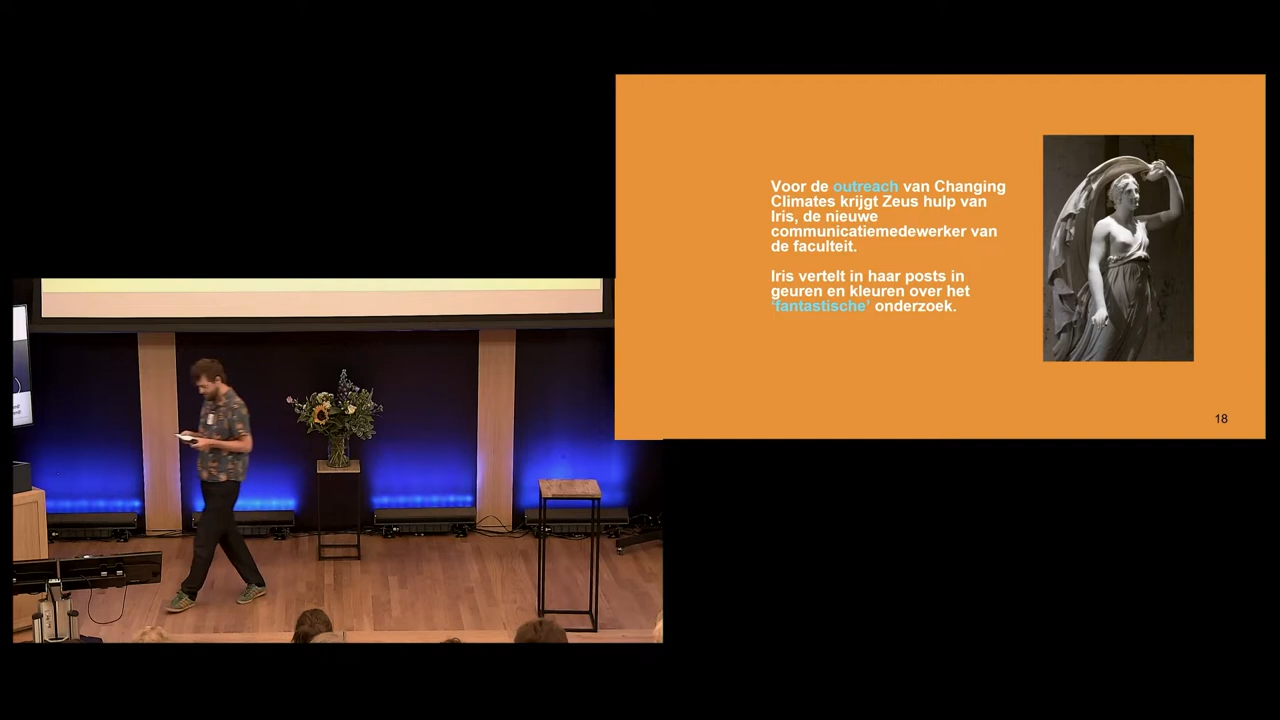 Voor de outreach van Changing
Climates krijgt Zeus hulp van
Iris, de nieuwe
communicatiemedewerker van
de faculteit.
Iris vertelt in haar posts in
geuren en kleuren over het
'fantastische' onderzoek.
18